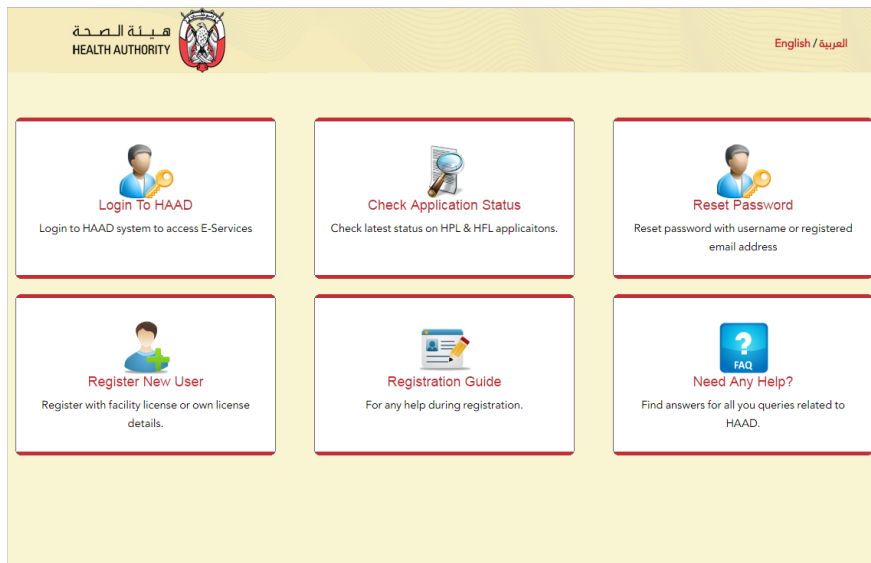 هيئة الصحة
HEALTH AUTHORITY
English / العربية
Login To HAAD
Login to HAAD system to access E-Services
Check Application Status
Check latest status on HPL & HFL applicaitons.
Reset Password
Reset password with username or registered
email address
Register New User
Register with facility license or own license
details.
Registration Guide
For any help during registration.
?
FAQ
Need Any Help?
Find answers for all you queries related to
HAAD.